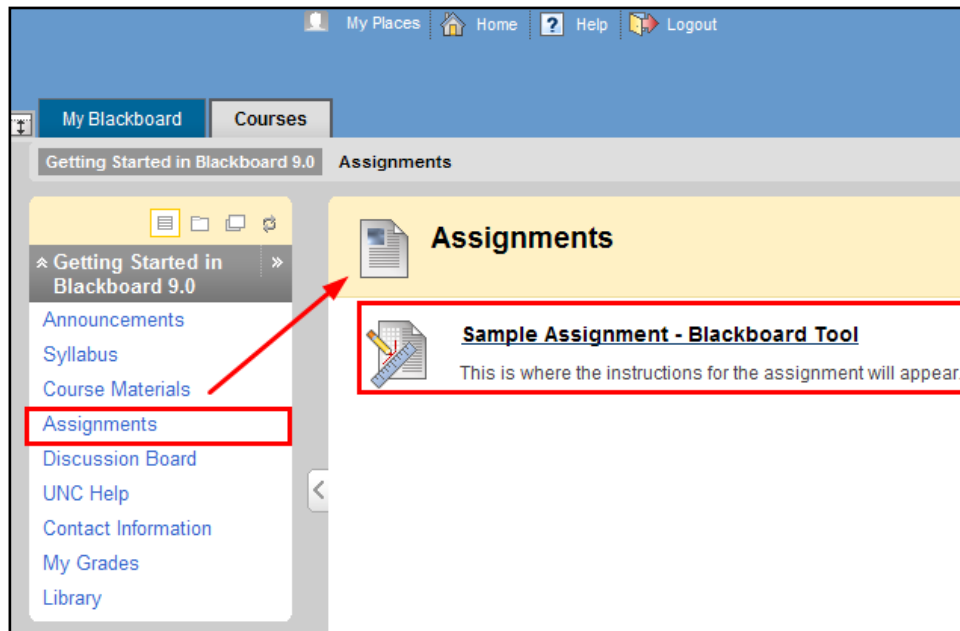 My Places Home ? Help Logout
My Blackboard Courses
Getting Started in Blackboard 9.0 Assignments
Getting Started in
Blackboard 9.0
Announcements
Syllabus
Course Materials
Assignments
Discussion Board
UNC Help
Contact Information
My Grades
Library
Assignments
Sample Assignment - Blackboard Tool
This is where the instructions for the assignment will appear.